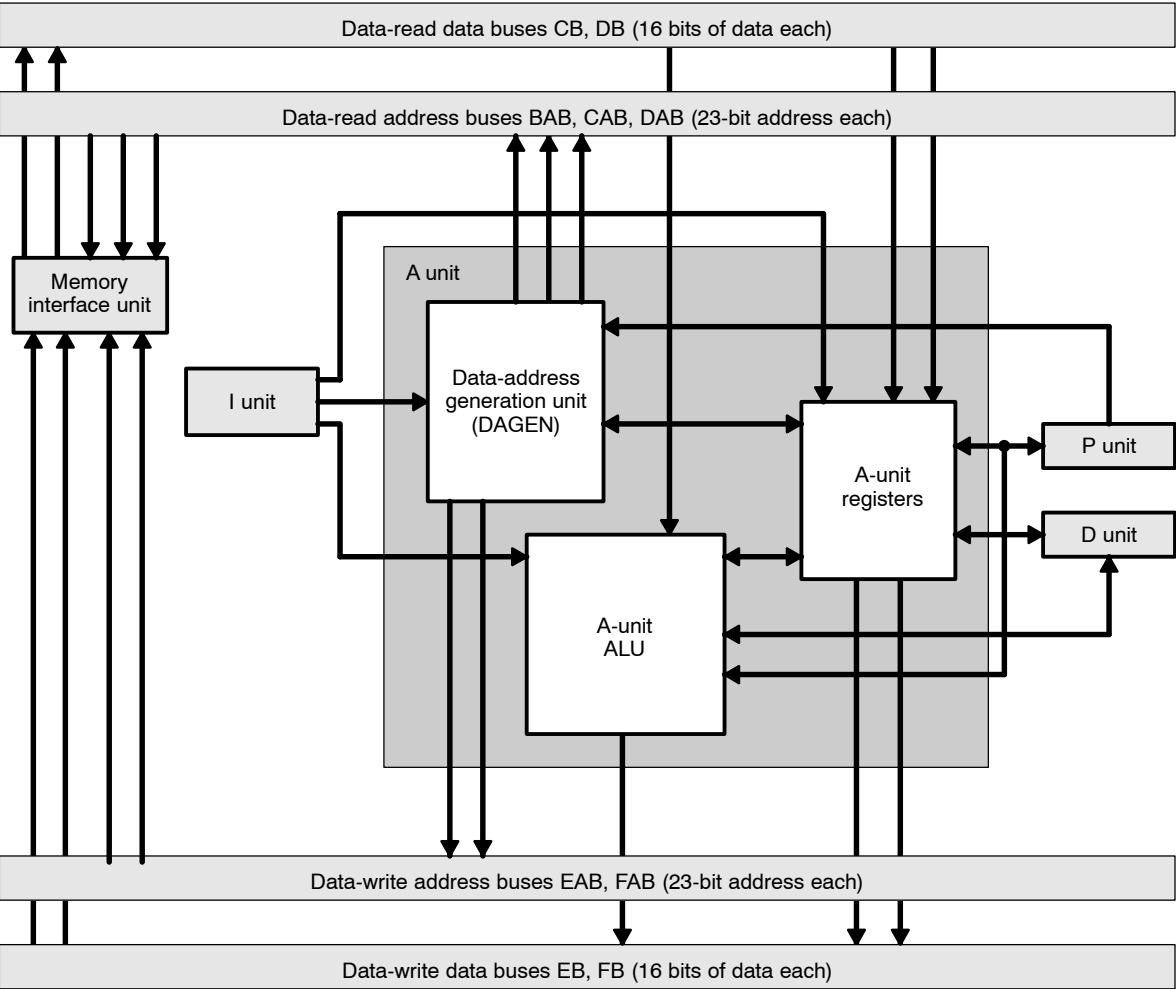 Data-read data buses CB, DB (16 bits of data each)
Data-read address buses BAB, CAB, DAB (23-bit address each)
A unit
Memory
interface unit
I unit
Data-address
generation unit
(DAGEN)
A-unit
registers
P unit
D unit
A-unit
ALU
Data-write address buses EAB, FAB (23-bit address each)
Data-write data buses EB, FB (16 bits of data each)